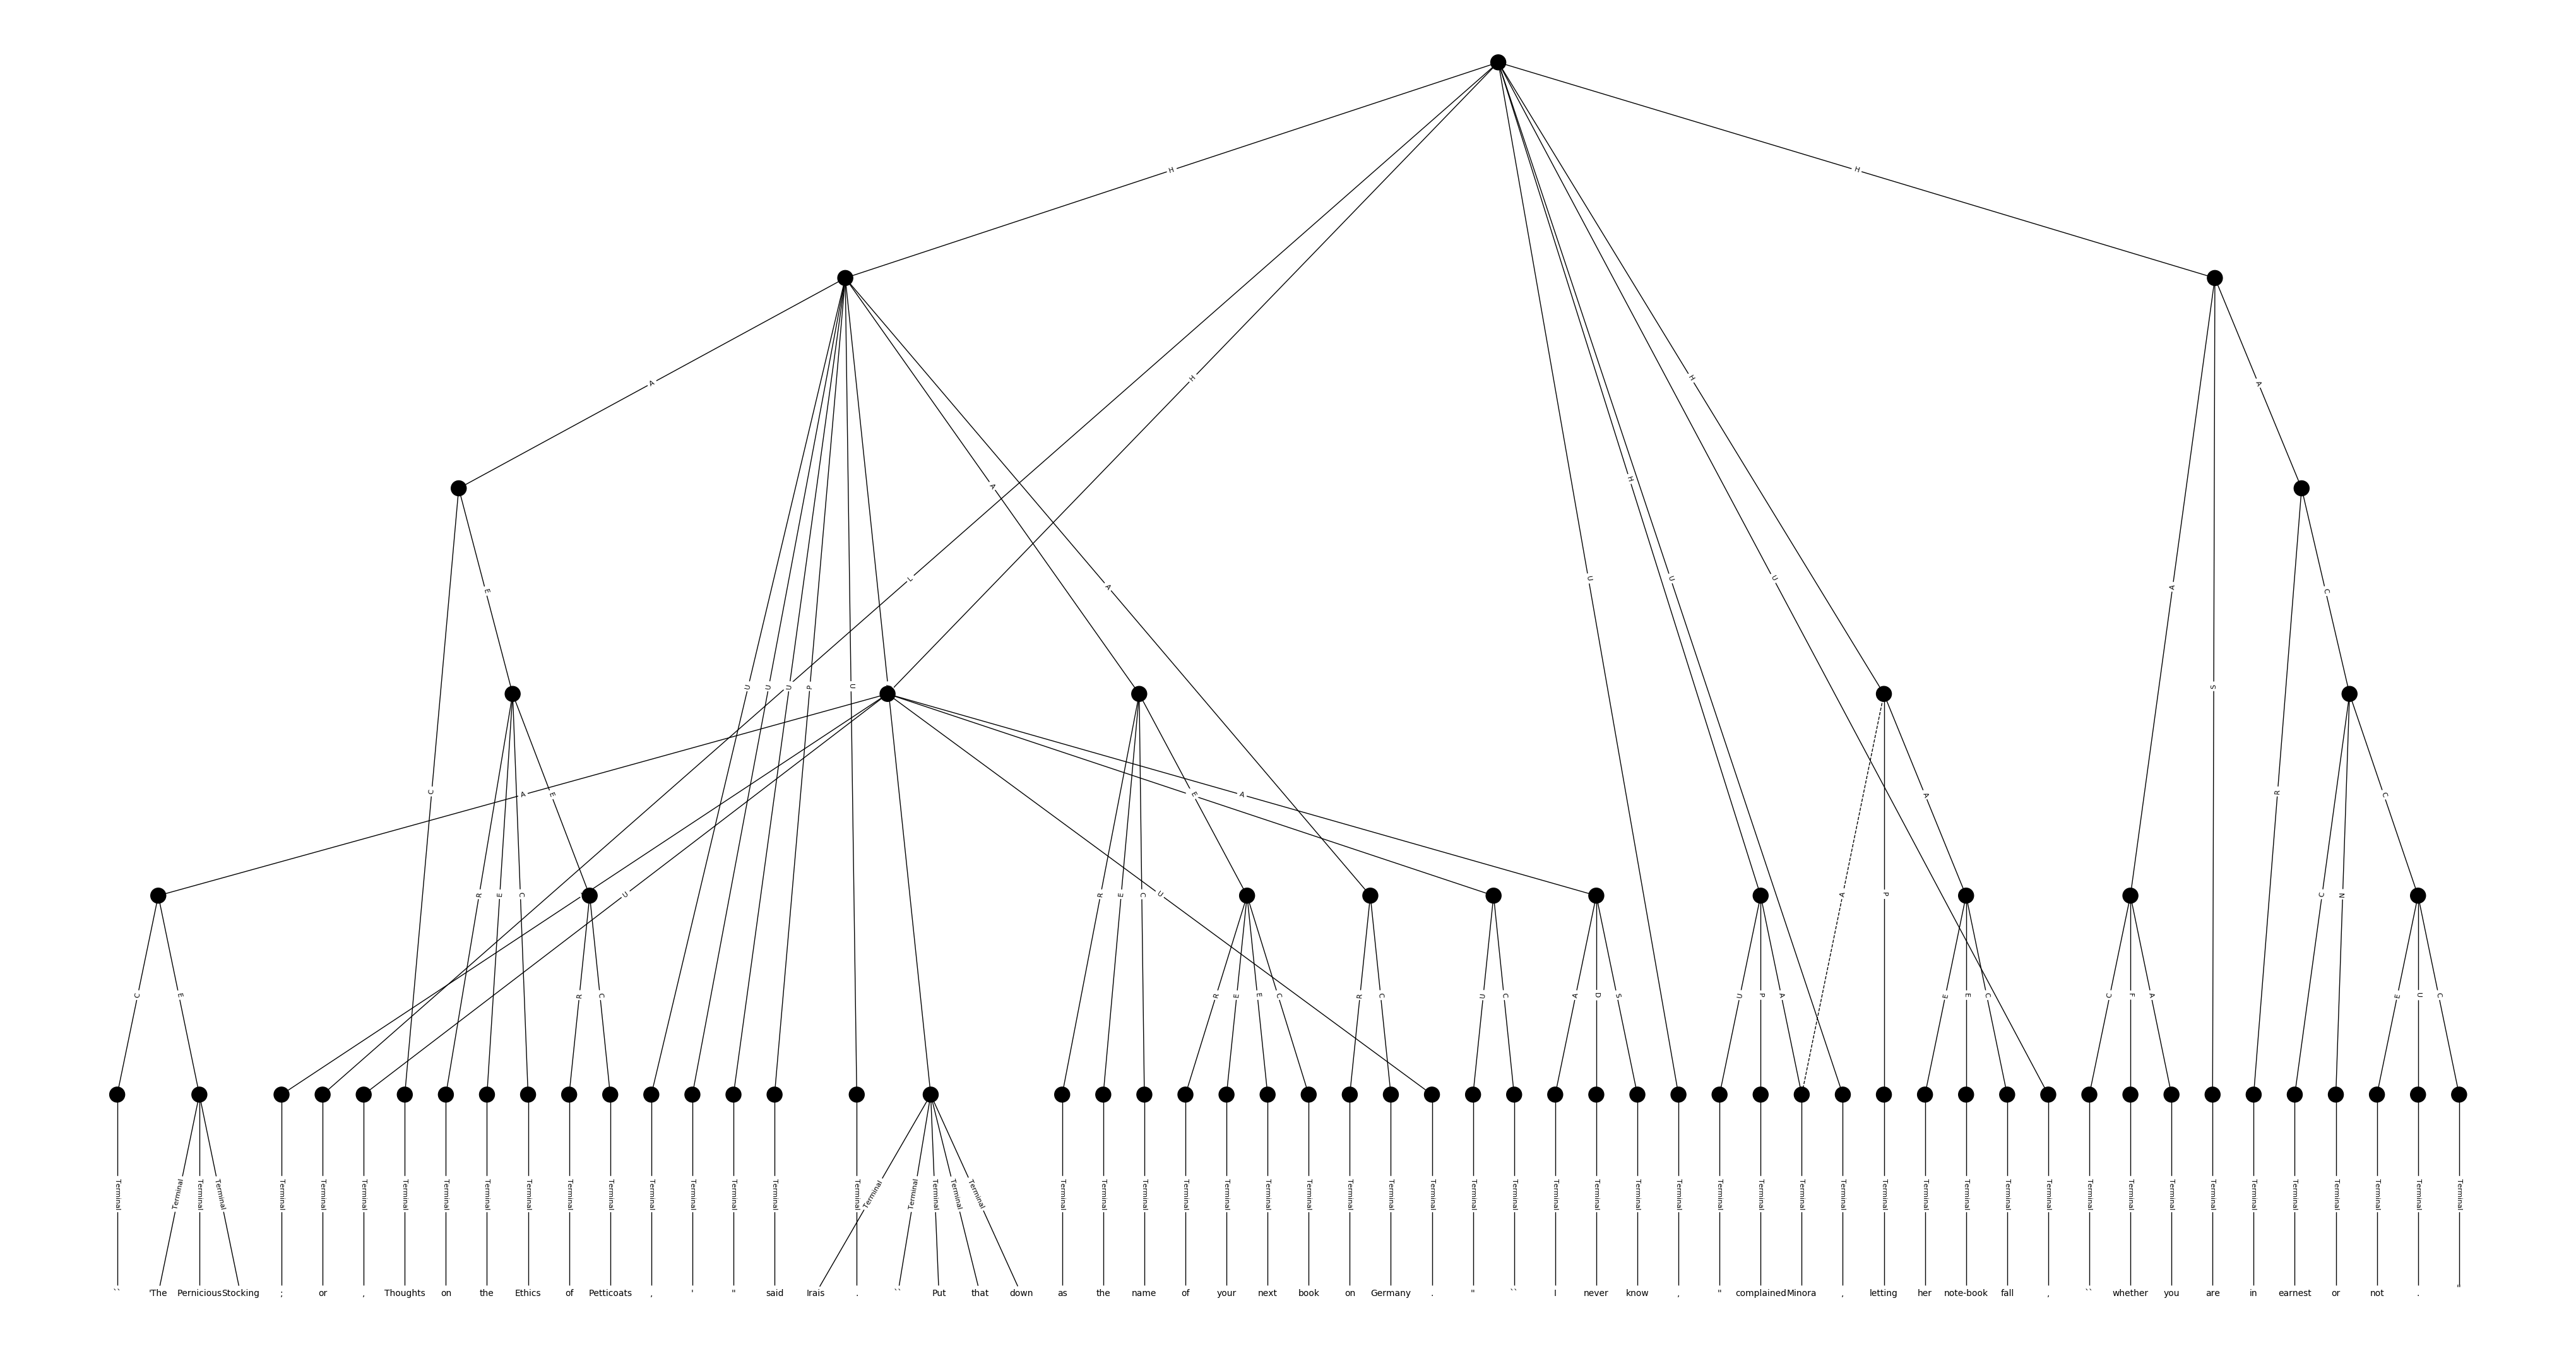 H H
H
A H H A
A
H
E L A U U U A E C
U U U P U S
C A E E A A C
R E C U R E C U A P A R C N C
C E R C R E E C R C U C A D S U P A E E C C F A E U C
Terminal Terminal Terminal Terminal Terminal Terminal Terminal Terminal Terminal Terminal Terminal Terminal Terminal Terminal Terminal Terminal Terminal Terminal Terminal Terminal Terminal Terminal Terminal Terminal Terminal Terminal Terminal Terminal Terminal Terminal Terminal Terminal Terminal Terminal Terminal Terminal Terminal Terminal Terminal Terminal Terminal Terminal Terminal Terminal Terminal Terminal Terminal Terminal Terminal Terminal Terminal Terminal Terminal Terminal Terminal Terminal Terminal Terminal
`` 'The Pernicious Stocking ; or , Thoughts on the Ethics of Petticoats , ' " said Irais . `` Put that down as the name of your next book on Germany . " `` I never know , " complained Minora , letting her note-book fall , `` whether you are in earnest or not . "